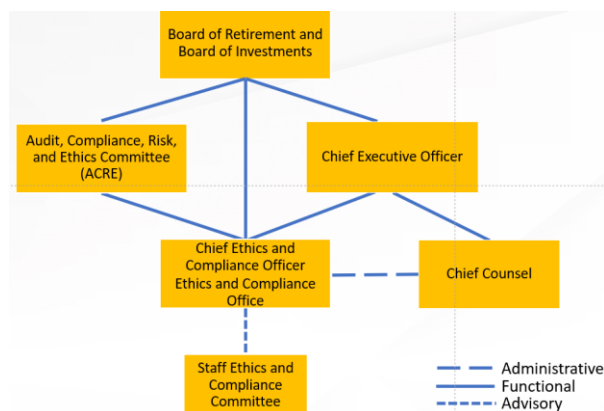 Board of Retirement and
Board of Investments
Audit, Compliance, Risk,
and Ethics Committee
(ACRE)
Chief Executive Officer
Chief Ethics and
Compliance Officer
Ethics and Compliance
Office
Chief Counsel
Staff Ethics and
Compliance
Committee
Administrative
Functional
Advisory